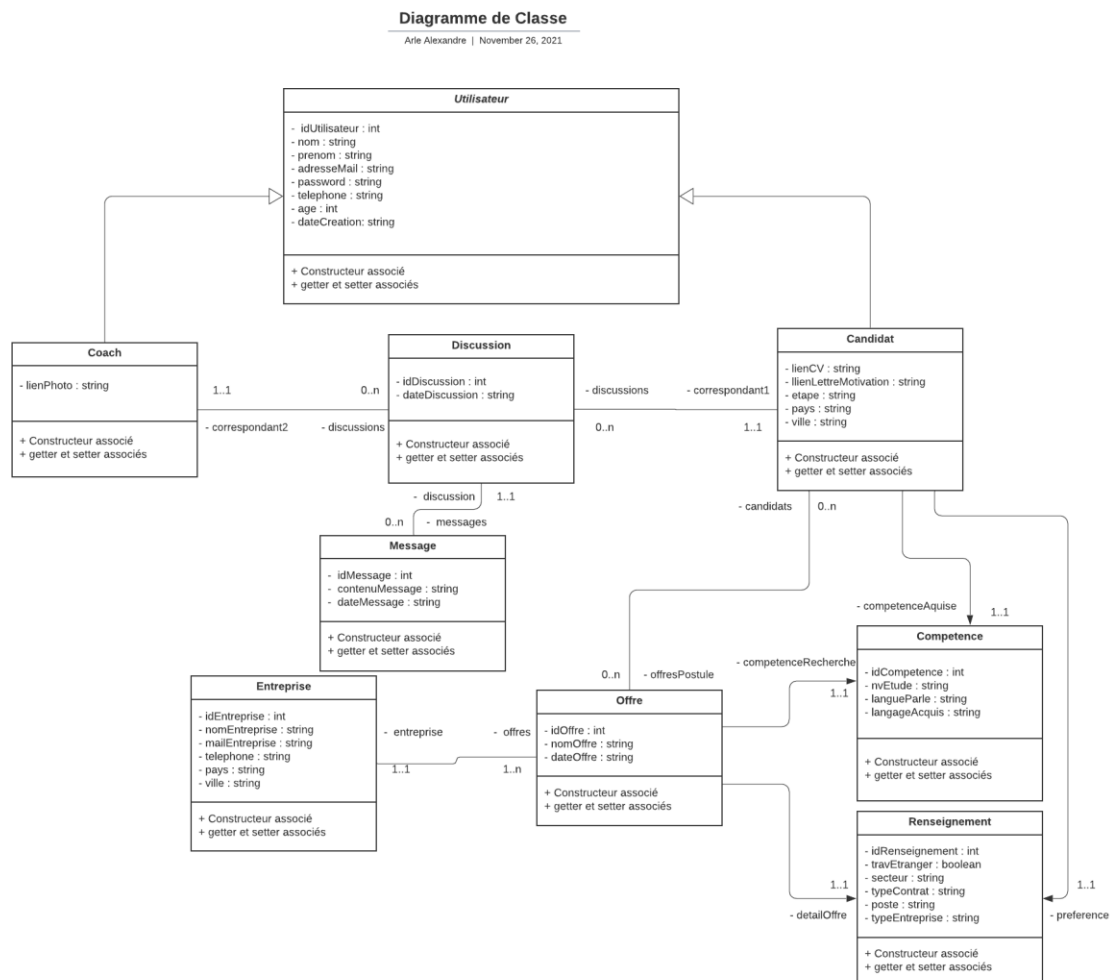 Diagramme de Classe
Arle Alexandre | November 26, 2021
Utilisateur
- idUtilisateur : int
- nom : string
- prenom : string
- adresseMail : string
- password : string
- telephone : string
- age : int
- dateCreation: string
+ Constructeur associé
+ getter et setter associés
Coach
- lienPhoto : string
+ Constructeur associé
+ getter et setter associés
1..1
- correspondant2
0..n
- discussions
Discussion
- idDiscussion : int
- dateDiscussion : string
+ Constructeur associé
+ getter et setter associés
- discussions
0..n
- correspondant1
1..1
Candidat
- lienCV : string
- llienLettreMotivation : string
- etape : string
- pays : string
- ville : string
+ Constructeur associé
+ getter et setter associés
- discussion
1..1
0..n
- messages
Message
- idMessage : int
- contenuMessage : string
- dateMessage : string
+ Constructeur associé
+ getter et setter associés
- candidats
0..n
- competenceAquise
1..1
Competence
- idCompetence : int
- nvEtude : string
- langueParle : string
- langageAcquis : string
+ Constructeur associé
+ getter et setter associés
0..n
- offresPostule
- competenceRecherche
1..1
Entreprise
- idEntreprise : int
- nomEntreprise : string
- mailEntreprise : string
- telephone : string
- pays : string
- ville : string
+ Constructeur associé
+ getter et setter associés
- entreprise
1..1
- offres
1..n
Offre
- idOffre : int
- nomOffre : string
- dateOffre : string
+ Constructeur associé
+ getter et setter associés
1..1
- detailOffre
Renseignement
- idRenseignement : int
- travEtranger : boolean
- secteur : string
- typeContrat : string
- poste : string
- typeEntreprise : string
+ Constructeur associé
+ getter et setter associés
1..1
- preference